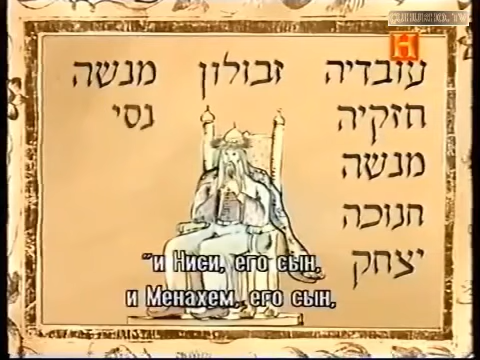 H
עובדיה
חזקיה
מנשה
חנוכה
יצחק
זבולון
מנשה
נסי
"и Ниси, его сын,
и Менахем, его сын,